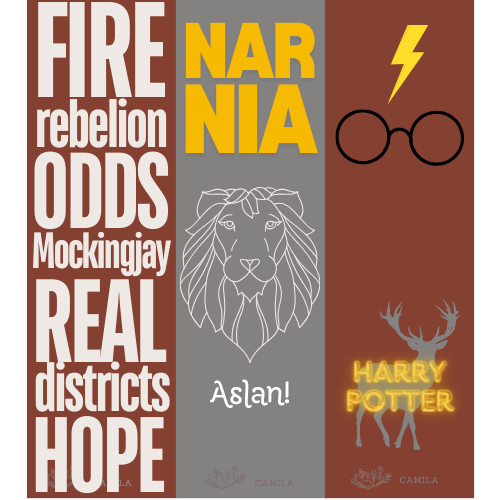 FIRE
rebelion
ODDS
Mockingjay
REAL
districts
HOPE
CAMILA
NAR
NIA
Aslan!
CAMILA
HARRY
POTTER
CAMILA